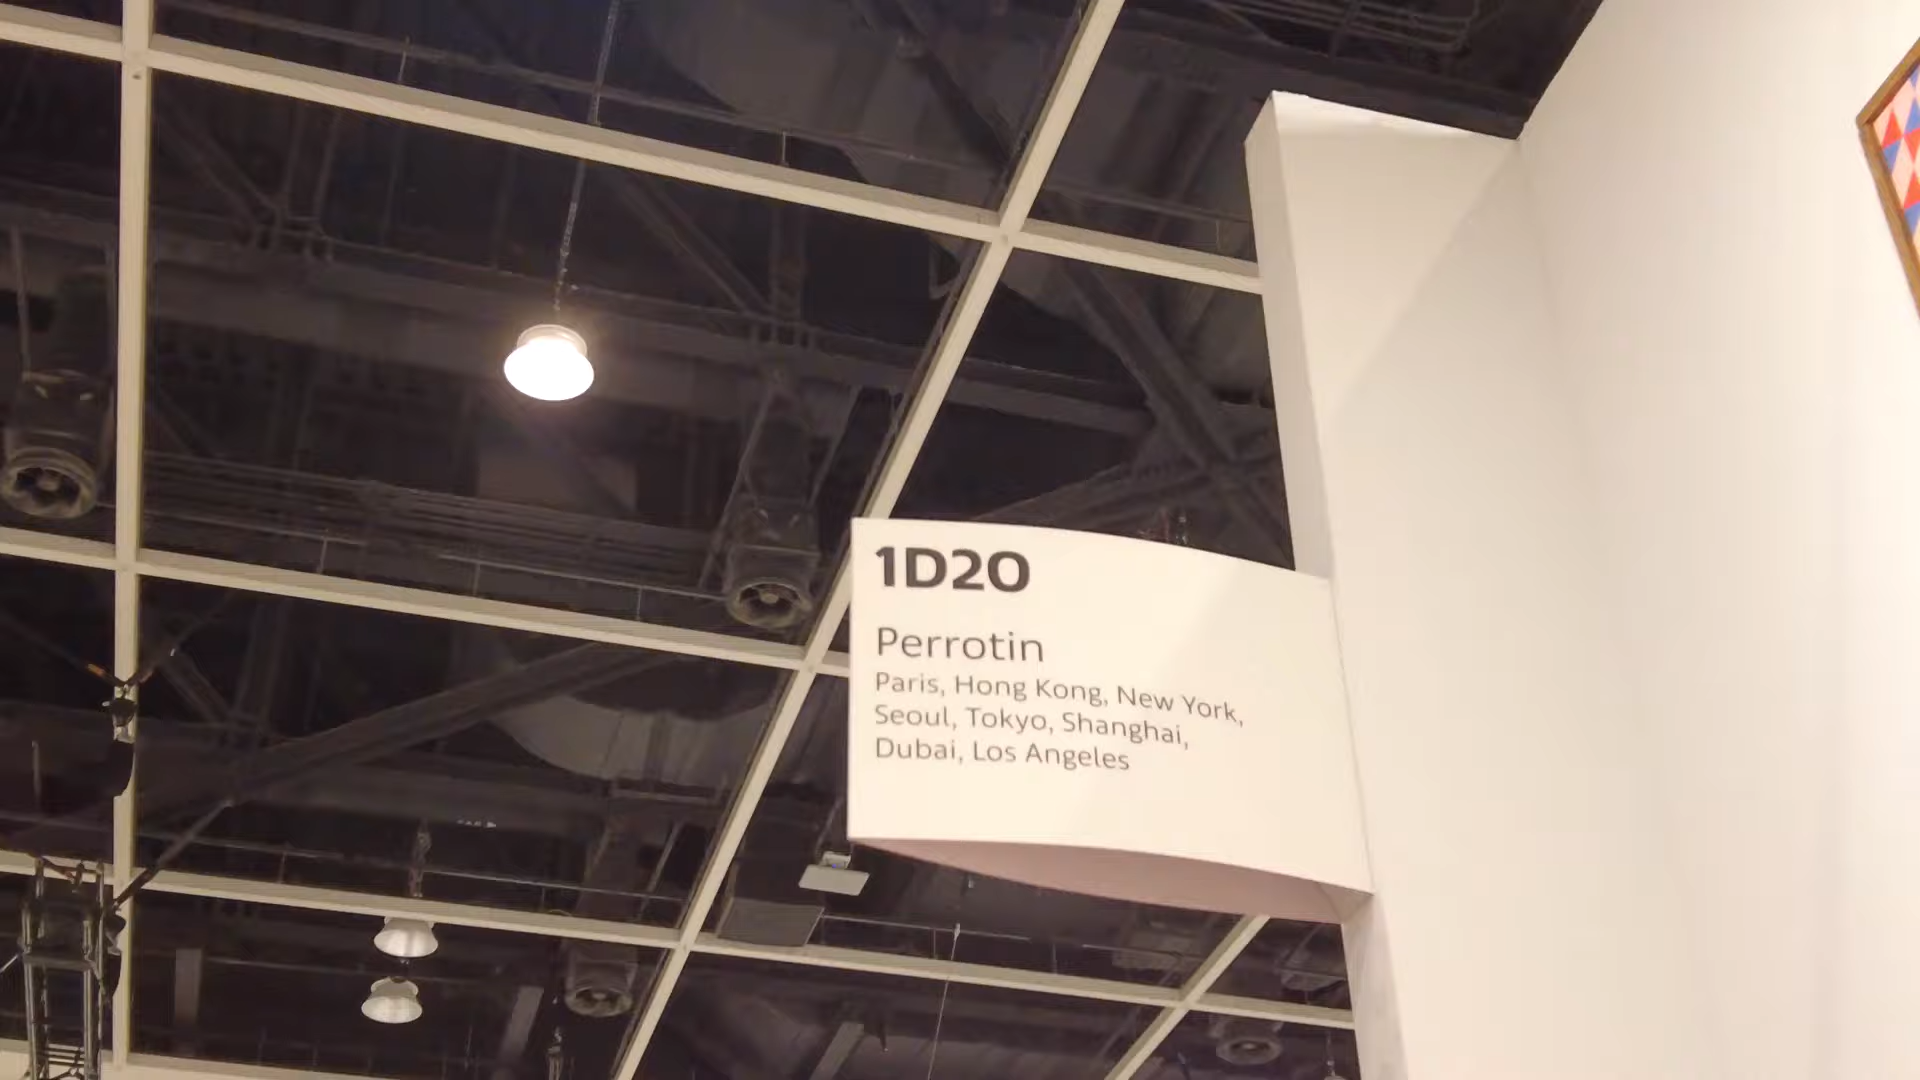 1D20
Perrotin
Paris, Hong Kong, New York,
Seoul, Tokyo, Shanghai,
Dubai, Los Angeles